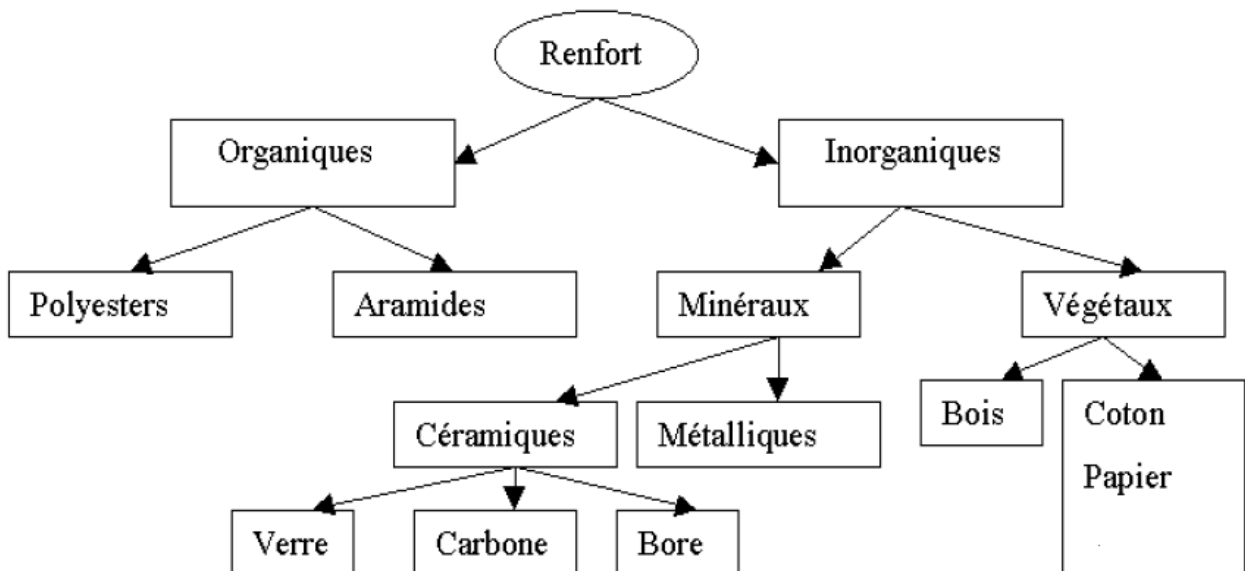 Renfort
Organiques
Inorganiques
Polyesters
Aramides
Minéraux
Végétaux
Céramiques
Métalliques
Bois
Coton
Papier
Verre
Carbone
Bore